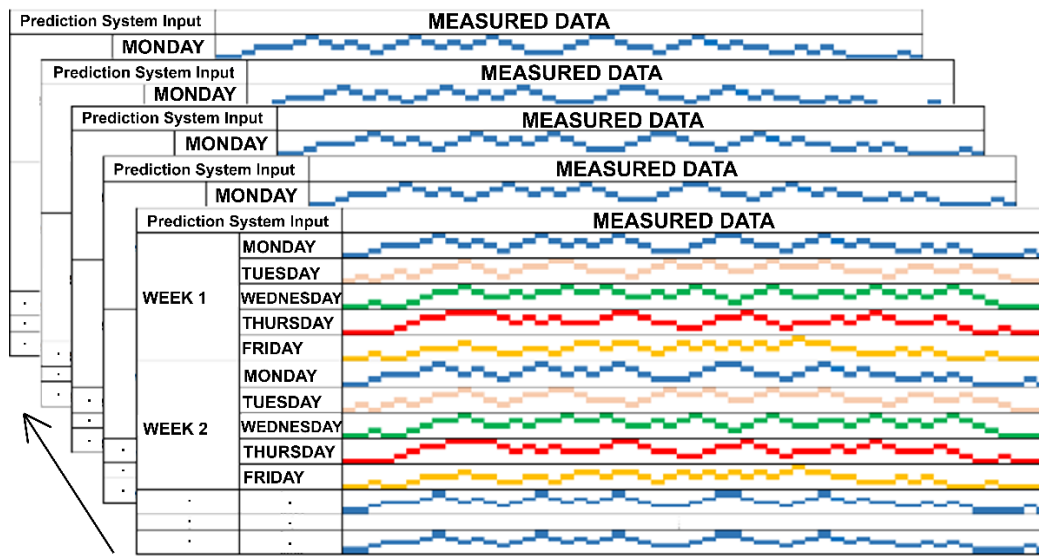 Prediction System Input MEASURED DATA
MONDAY
Prediction System Input MEASURED DATA
MONDAY
Prediction System Input MEASURED DATA
MONDAY
Prediction System Input MEASURED DATA
MONDAY
Prediction System Input MEASURED DATA
MONDAY
TUESDAY
WEEK 1 WEDNESDAY
THURSDAY
FRIDAY
MONDAY
TUESDAY
WEEK 2 WEDNESDAY
THURSDAY
FRIDAY